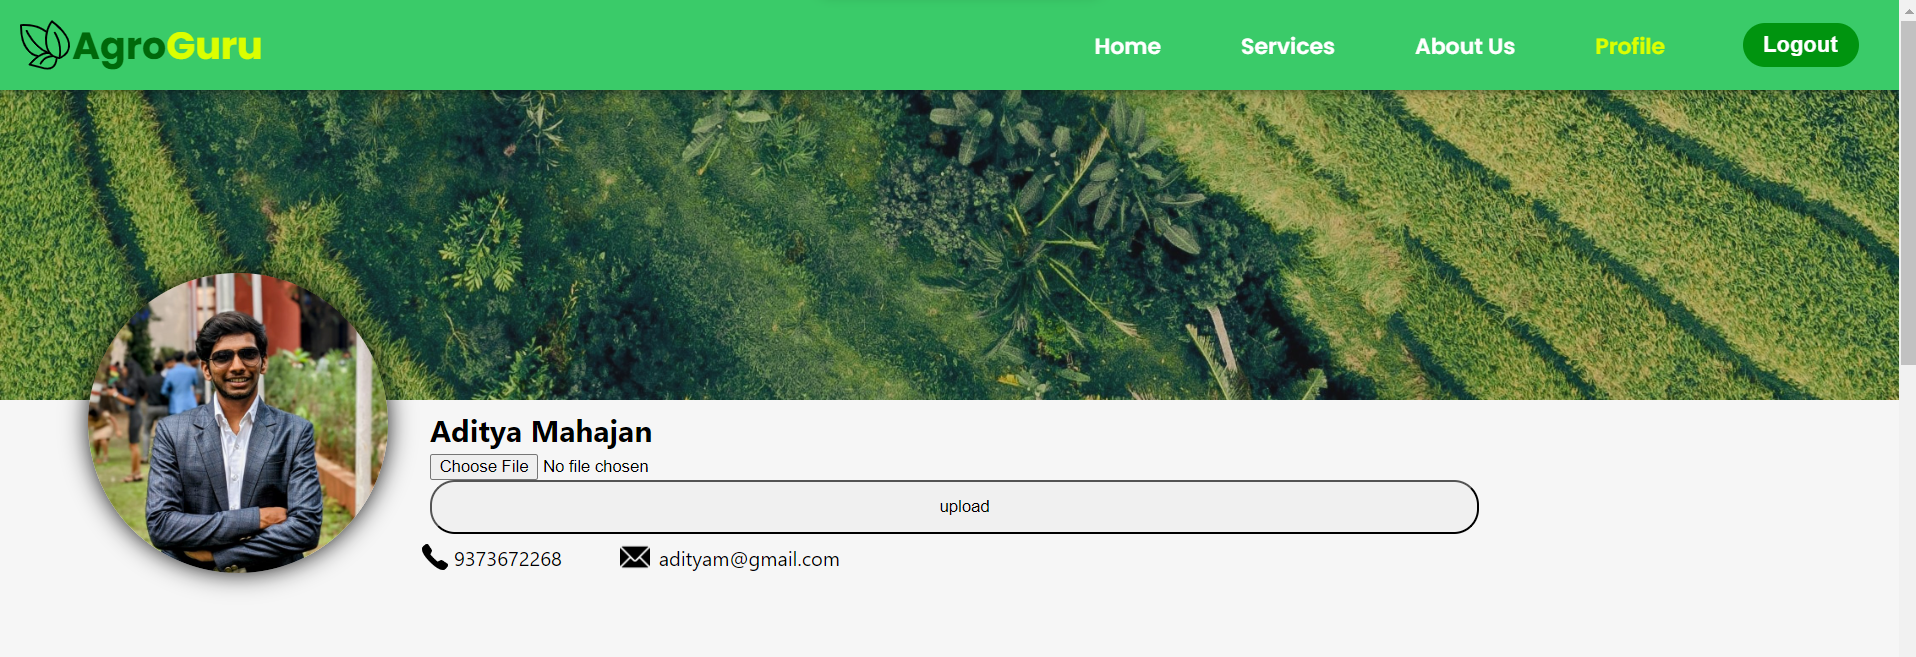 AgroGuru
Home Services About Us Profile Logout
Aditya Mahajan
Choose File No file chosen
upload
9373672268 adityam@gmail.com